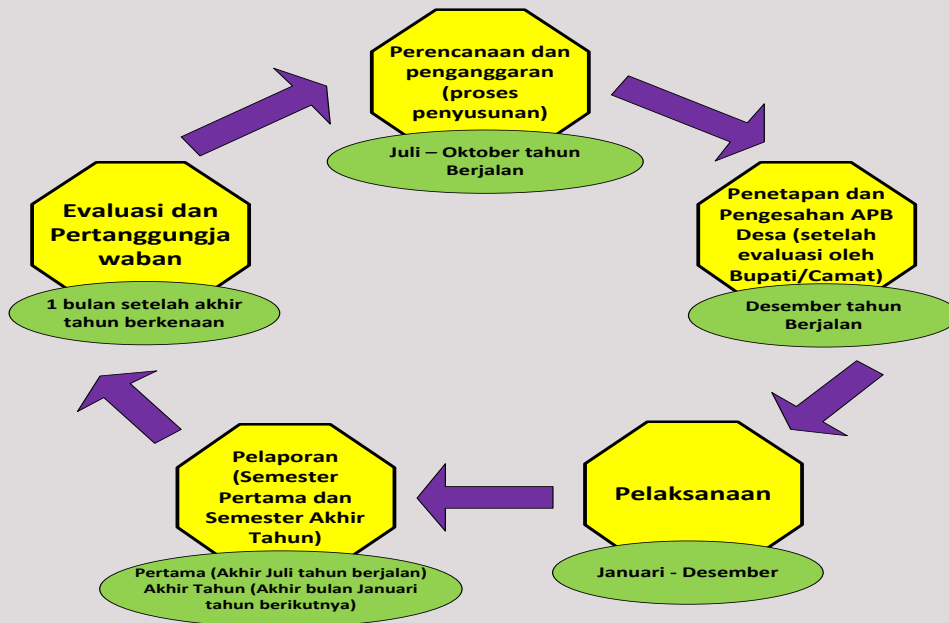 Perencanaan dan
penganggaran
(proses
penyusunan)
Juli – Oktober tahun
Berjalan
Penetapan dan
Pengesahan APB
Desa (setelah
evaluasi oleh
Bupati/Camat)
Desember tahun
Berjalan
Pelaksanaan
Januari - Desember
Pelaporan
(Semester
Pertama dan
Semester Akhir
Tahun)
Pertama (Akhir Juli tahun berjalan)
Akhir Tahun (Akhir bulan Januari
tahun berikutnya)
Evaluasi dan
Pertanggungja
waban
1 bulan setelah akhir
tahun berkenaan